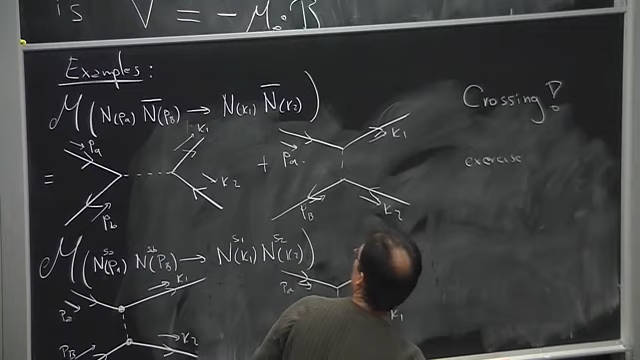 is V = - M⃗ · B⃗
Examples :
M( N(Pa) N̄(PB) → N(K1) N̄(K2) )
Crossing !
exercise
= Pa Pb K1 K2 + Pa PB K1 K2
M( N(Pa) N(PB) → N(K1) N(K2) )
Sa Sb S1 S2
Pa PB K1 K2 Pa K1